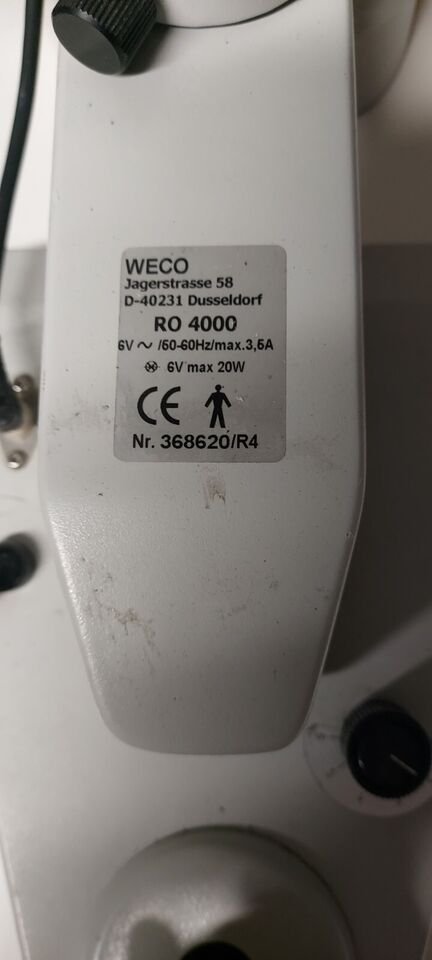 WECO
Jagerstrasse 58
D-40231 Dusseldorf
RO 4000
6V ~ /50-60Hz/max.3,5A
6V max 20W
CE
Nr. 368620/R4